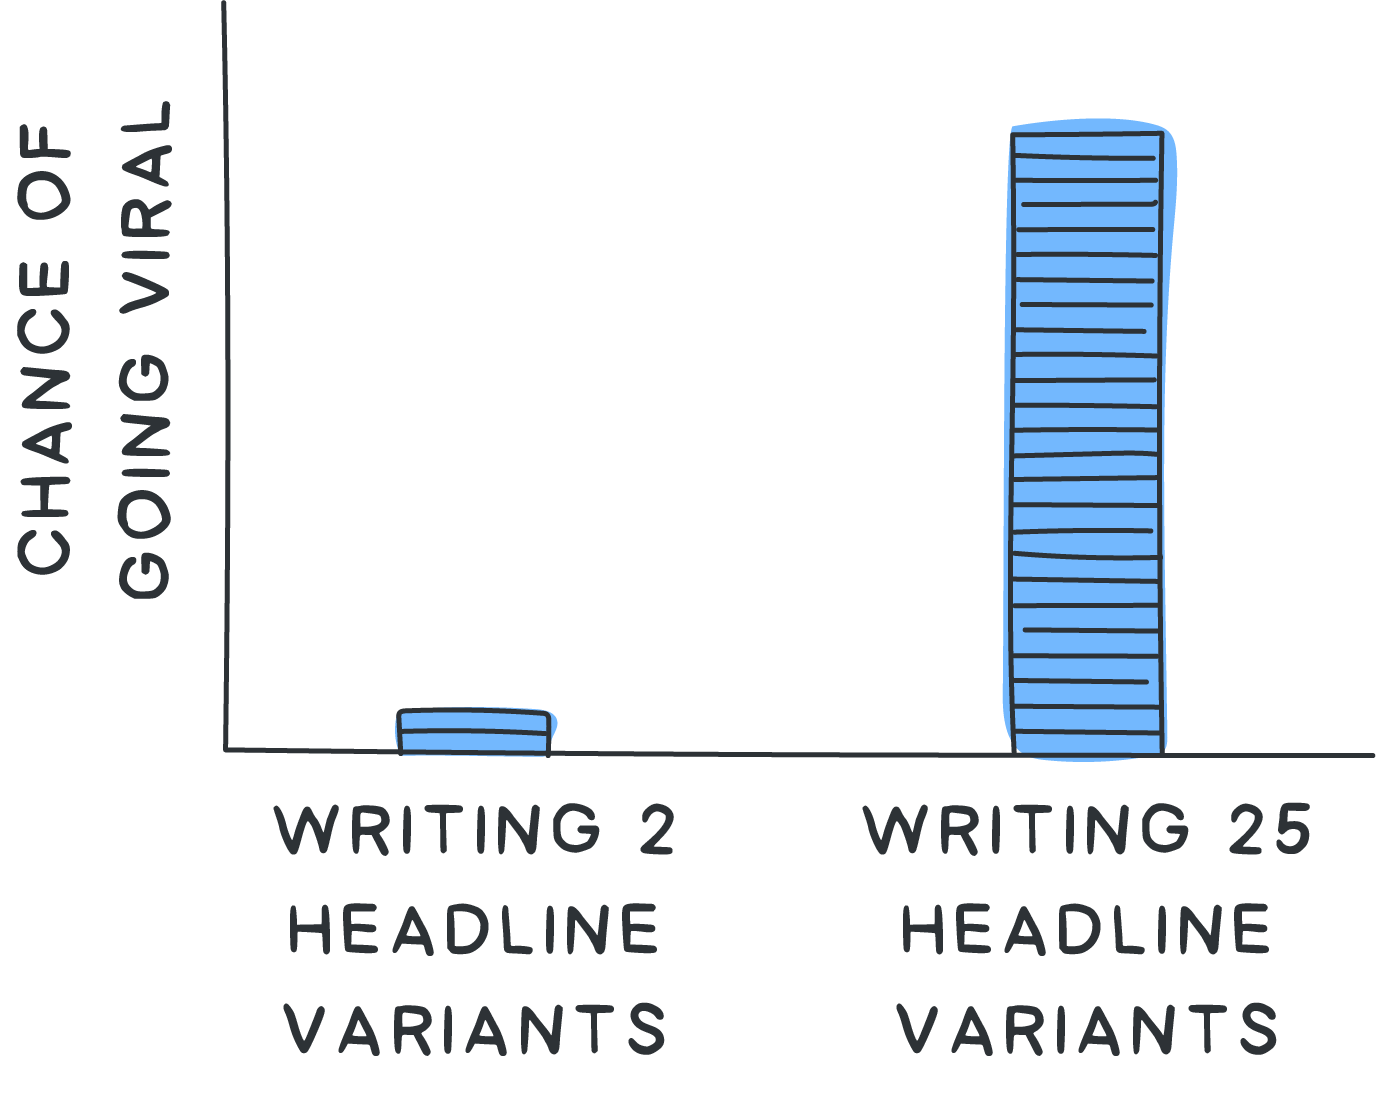 CHANCE OF
GOING VIRAL
WRITING 2
HEADLINE
VARIANTS
WRITING 25
HEADLINE
VARIANTS